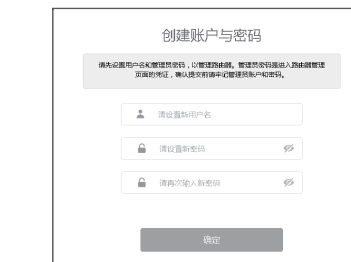 创建账户与密码
请先设置用户名和管理员密码，以管理路由器。管理员密码是进入路由器管理
页面的凭证，确认提交前请牢记管理员账户和密码。
请设置新用户名
请设置新密码
请再次输入新密码
确定